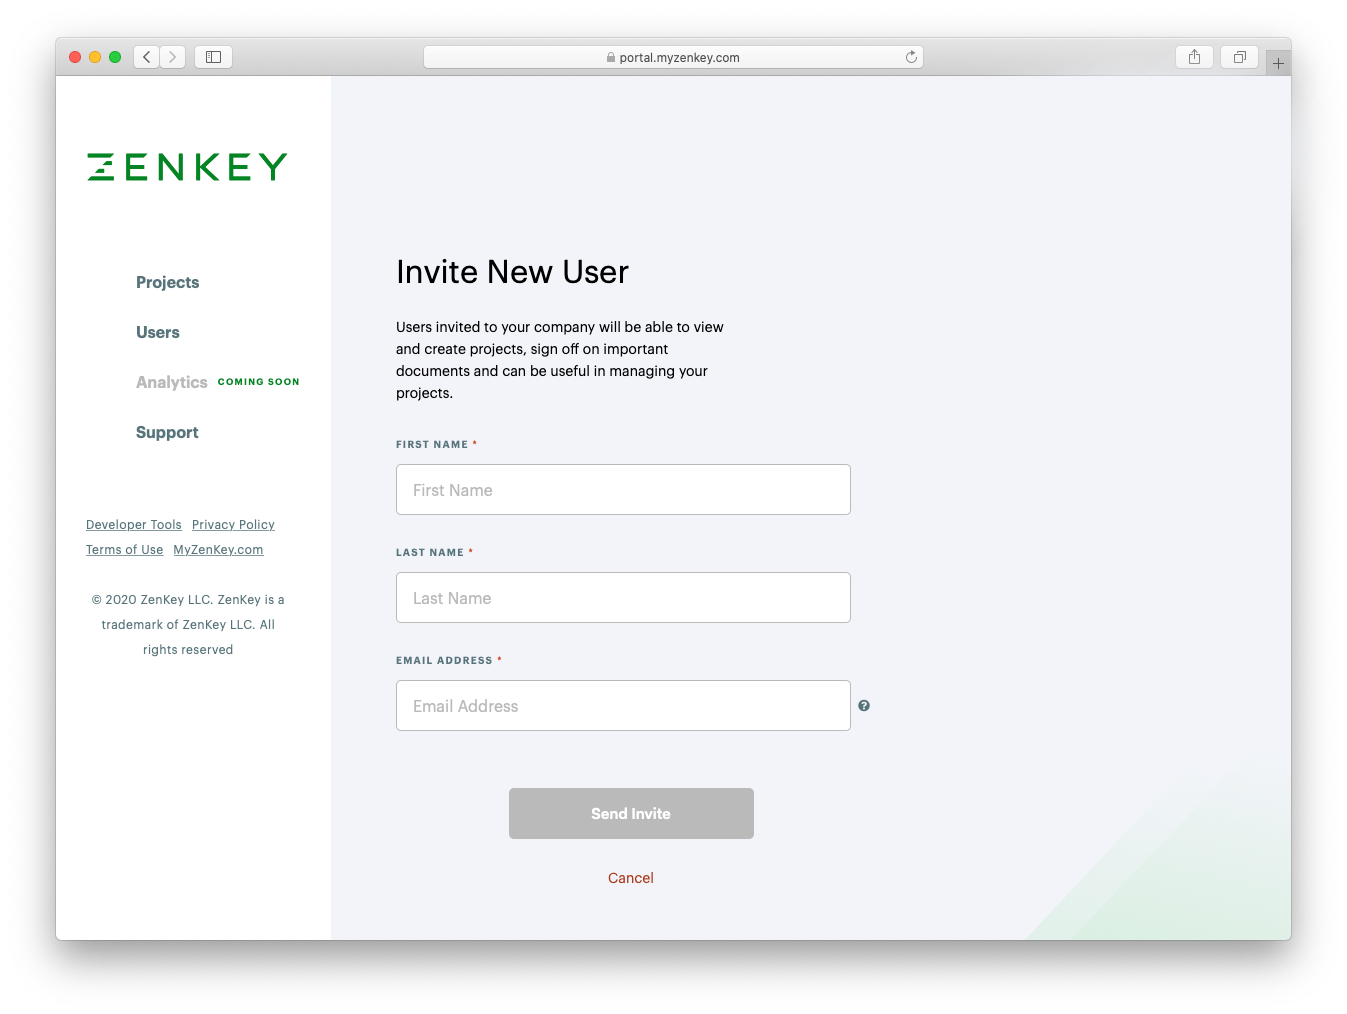 portal.myzenkey.com
ZENKEY
Projects
Users
Analytics COMING SOON
Support
Developer Tools Privacy Policy
Terms of Use MyZenKey.com
© 2020 ZenKey LLC. ZenKey is a
trademark of ZenKey LLC. All
rights reserved
Invite New User
Users invited to your company will be able to view
and create projects, sign off on important
documents and can be useful in managing your
projects.
FIRST NAME *
First Name
LAST NAME *
Last Name
EMAIL ADDRESS *
Email Address
?
Send Invite
Cancel